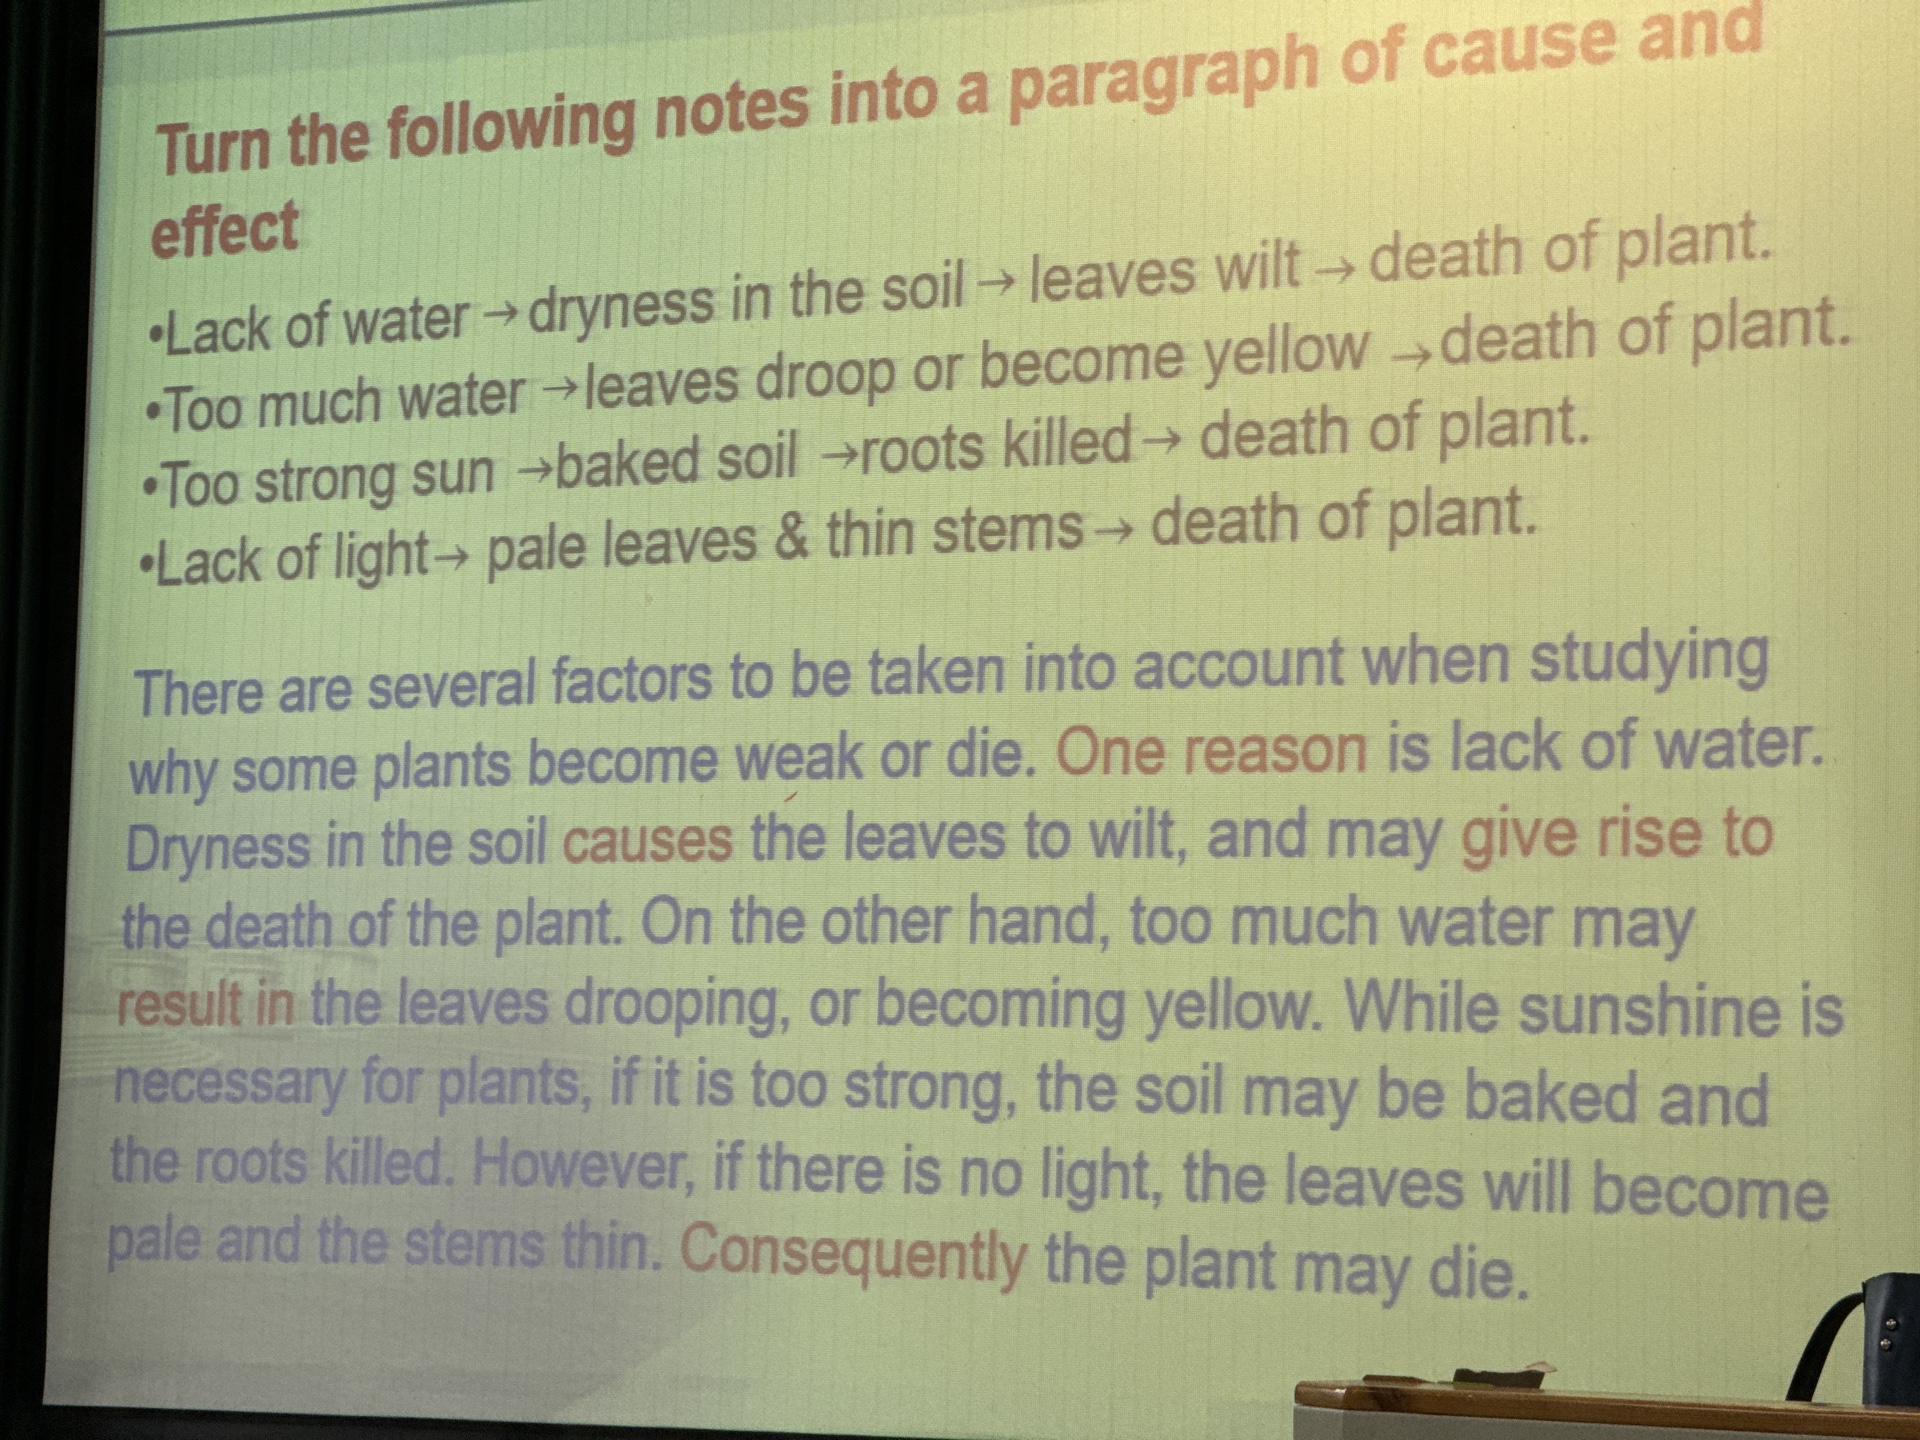 Turn the following notes into a paragraph of cause and
effect
•Lack of water →dryness in the soil → leaves wilt → death of plant.
•Too much water →leaves droop or become yellow →death of plant.
•Too strong sun →baked soil →roots killed→ death of plant.
•Lack of light→ pale leaves & thin stems→ death of plant.
There are several factors to be taken into account when studying
why some plants become weak or die. One reason is lack of water.
Dryness in the soil causes the leaves to wilt, and may give rise to
the death of the plant. On the other hand, too much water may
result in the leaves drooping, or becoming yellow. While sunshine is
necessary for plants, if it is too strong, the soil may be baked and
the roots killed. However, if there is no light, the leaves will become
pale and the stems thin. Consequently the plant may die.